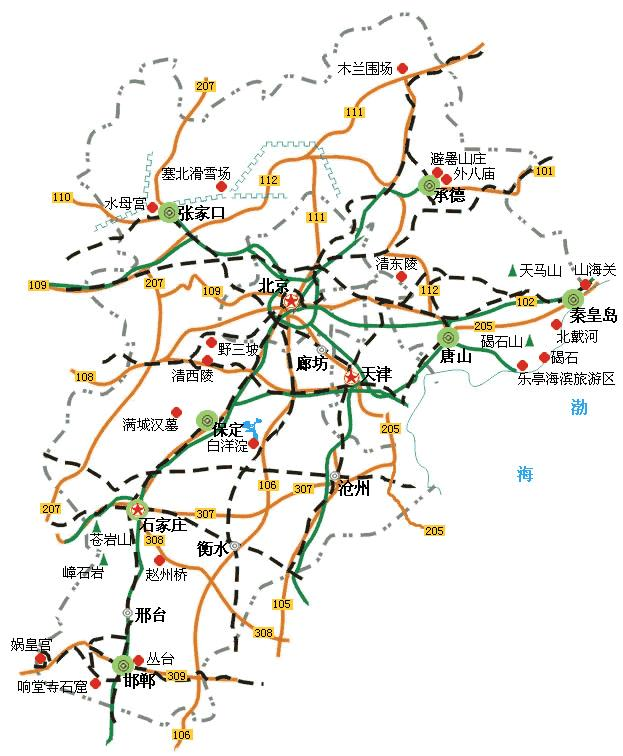 木兰围场
207
111
避暑山庄
外八庙
101
塞北滑雪场
112
承德
110
水母宫
张家口
111
清东陵
天马山
山海关
109
207
109
北京
112
102
秦皇岛
205
北戴河
野三坡
廊坊
唐山
碣石山
碣石
108
清西陵
天津
乐亭海滨旅游区
渤
满城汉墓
保定
205
白洋淀
海
106
307
沧州
207
307
205
石家庄
苍岩山
308
衡水
嶂石岩
赵州桥
105
邢台
308
娲皇宫
丛台
响堂寺石窟
邯郸
309
106